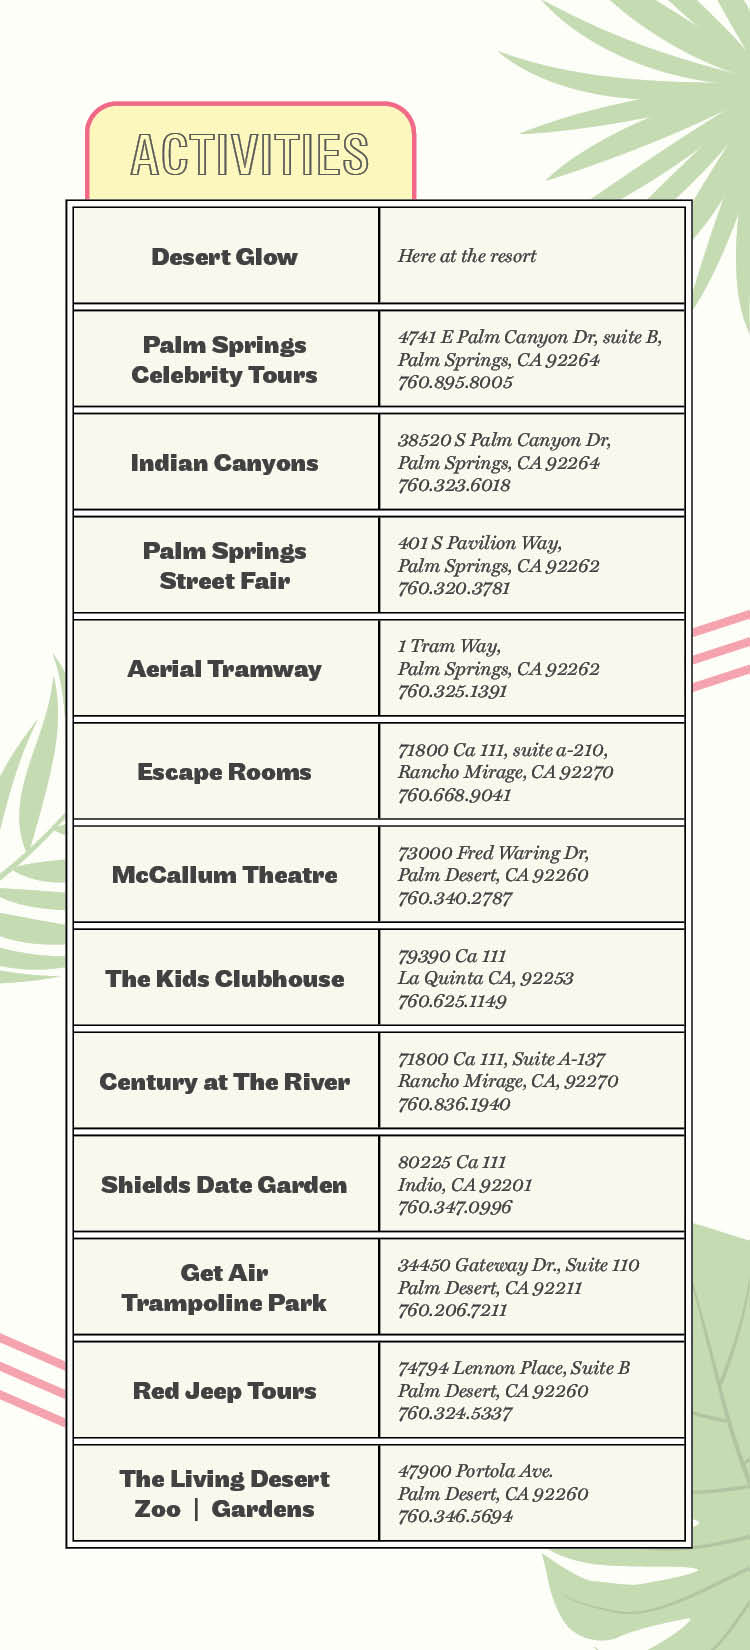 ACTIVITIES
Desert Glow
Here at the resort
Palm Springs
Celebrity Tours
4741 E Palm Canyon Dr, suite B,
Palm Springs, CA 92264
760.895.8005
Indian Canyons
38520 S Palm Canyon Dr,
Palm Springs, CA 92264
760.323.6018
Palm Springs
Street Fair
401 S Pavilion Way,
Palm Springs, CA 92262
760.320.3781
Aerial Tramway
1 Tram Way,
Palm Springs, CA 92262
760.325.1391
Escape Rooms
71800 Ca 111, suite a-210,
Rancho Mirage, CA 92270
760.668.9041
McCallum Theatre
73000 Fred Waring Dr,
Palm Desert, CA 92260
760.340.2787
The Kids Clubhouse
79390 Ca 111
La Quinta CA, 92253
760.625.1149
Century at The River
71800 Ca 111, Suite A-137
Rancho Mirage, CA, 92270
760.836.1940
Shields Date Garden
80225 Ca 111
Indio, CA 92201
760.347.0996
Get Air
Trampoline Park
34450 Gateway Dr., Suite 110
Palm Desert, CA 92211
760.206.7211
Red Jeep Tours
74794 Lennon Place, Suite B
Palm Desert, CA 92260
760.324.5337
The Living Desert
Zoo | Gardens
47900 Portola Ave.
Palm Desert, CA 92260
760.346.5694